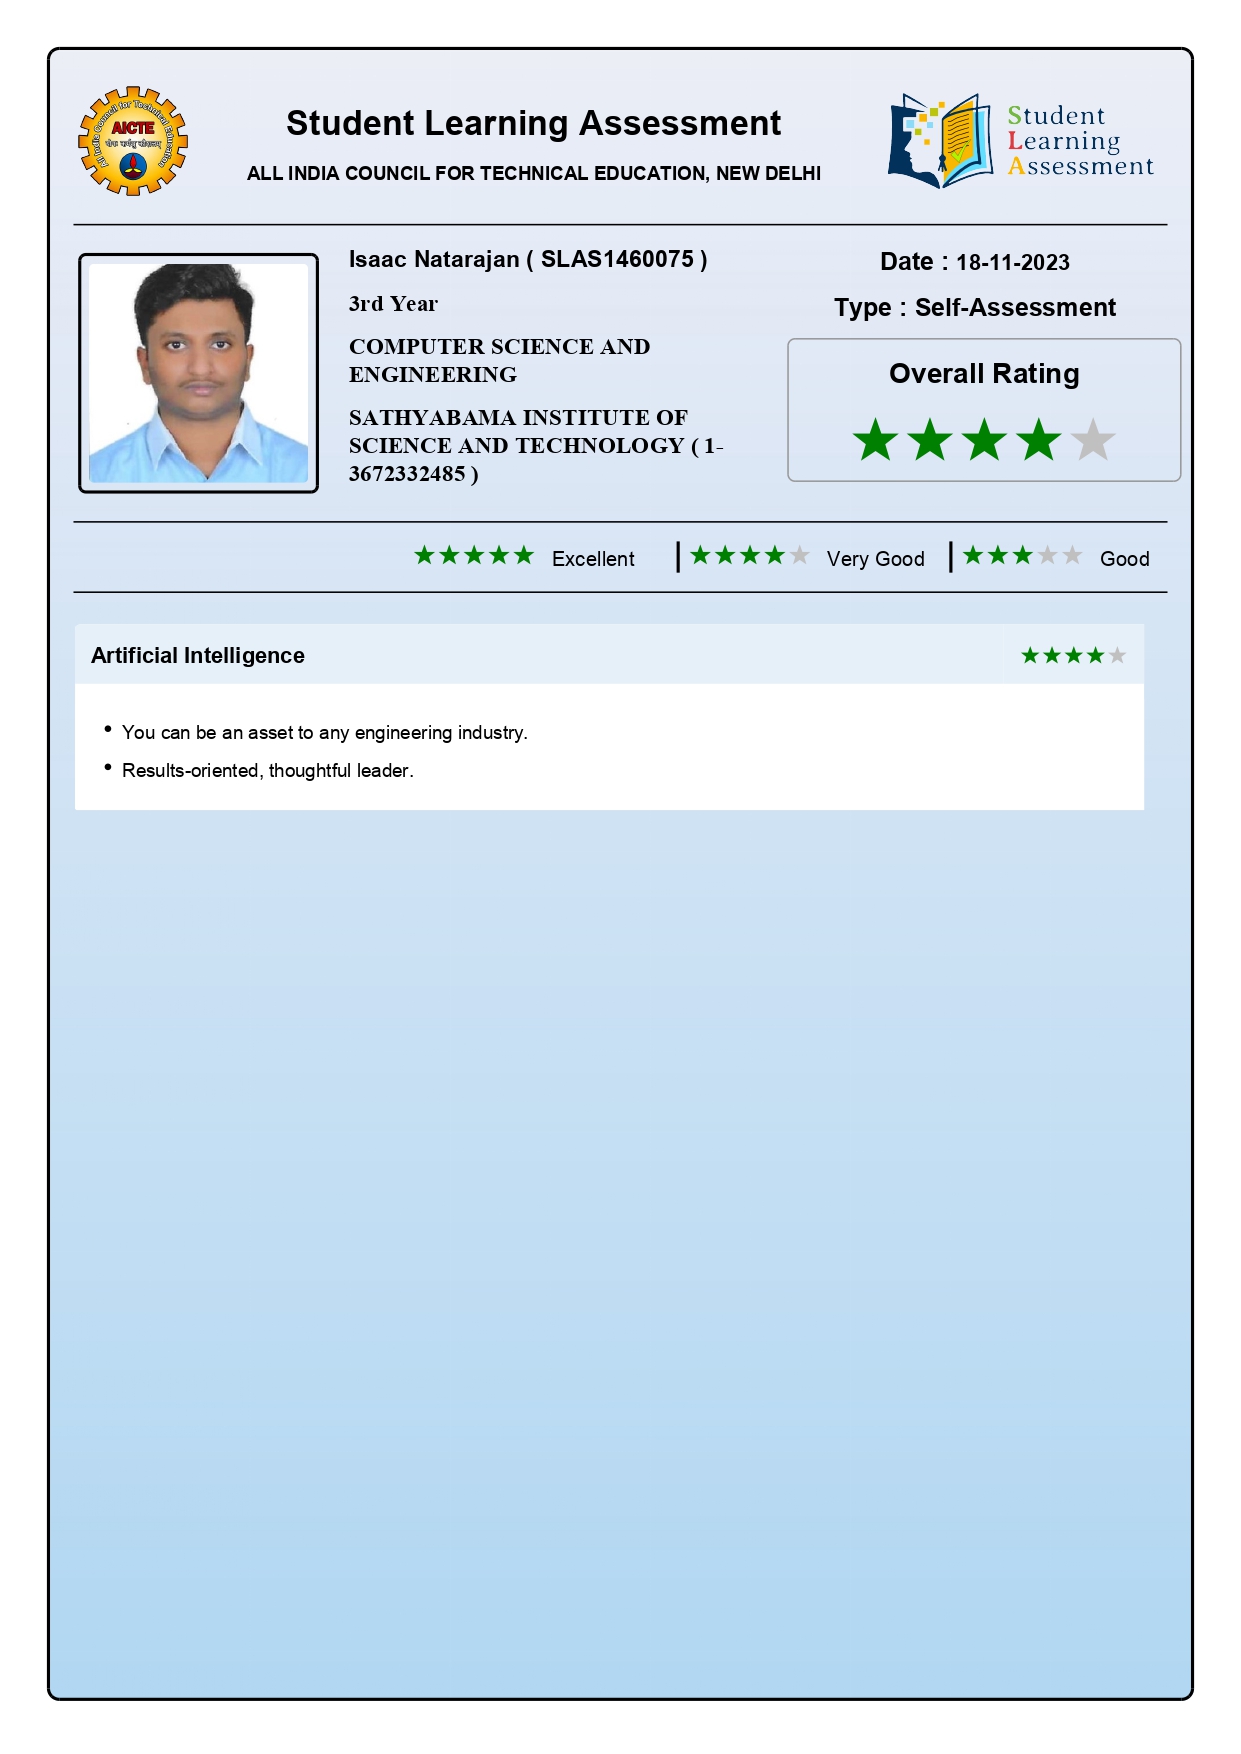 All India Council for Technical Education
AICTE
Student Learning Assessment
ALL INDIA COUNCIL FOR TECHNICAL EDUCATION, NEW DELHI
Student
Learning
Assessment
Isaac Natarajan ( SLAS1460075 )
3rd Year
COMPUTER SCIENCE AND
ENGINEERING
SATHYABAMA INSTITUTE OF
SCIENCE AND TECHNOLOGY ( 1-
3672332485 )
Date : 18-11-2023
Type : Self-Assessment
Overall Rating
Excellent
Very Good
Good
Artificial Intelligence
• You can be an asset to any engineering industry.
• Results-oriented, thoughtful leader.